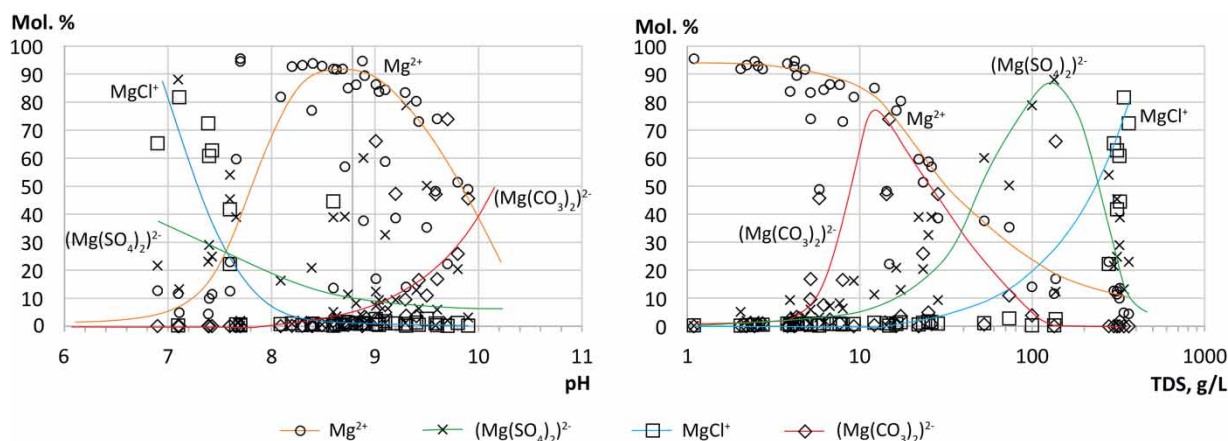 Mol. %
100
90
80
70
60
50
40
30
20
10
0
6
7
8
9
10
11
pH
MgCl⁺
Mg²⁺
(Mg(SO₄)₂)²⁻
(Mg(CO₃)₂)²⁻
Mol. %
100
90
80
70
60
50
40
30
20
10
0
1
10
100
1000
TDS, g/L
(Mg(SO₄)₂)²⁻
Mg²⁺
MgCl⁺
(Mg(CO₃)₂)²⁻
Mg²⁺ (Mg(SO₄)₂)²⁻ MgCl⁺ (Mg(CO₃)₂)²⁻